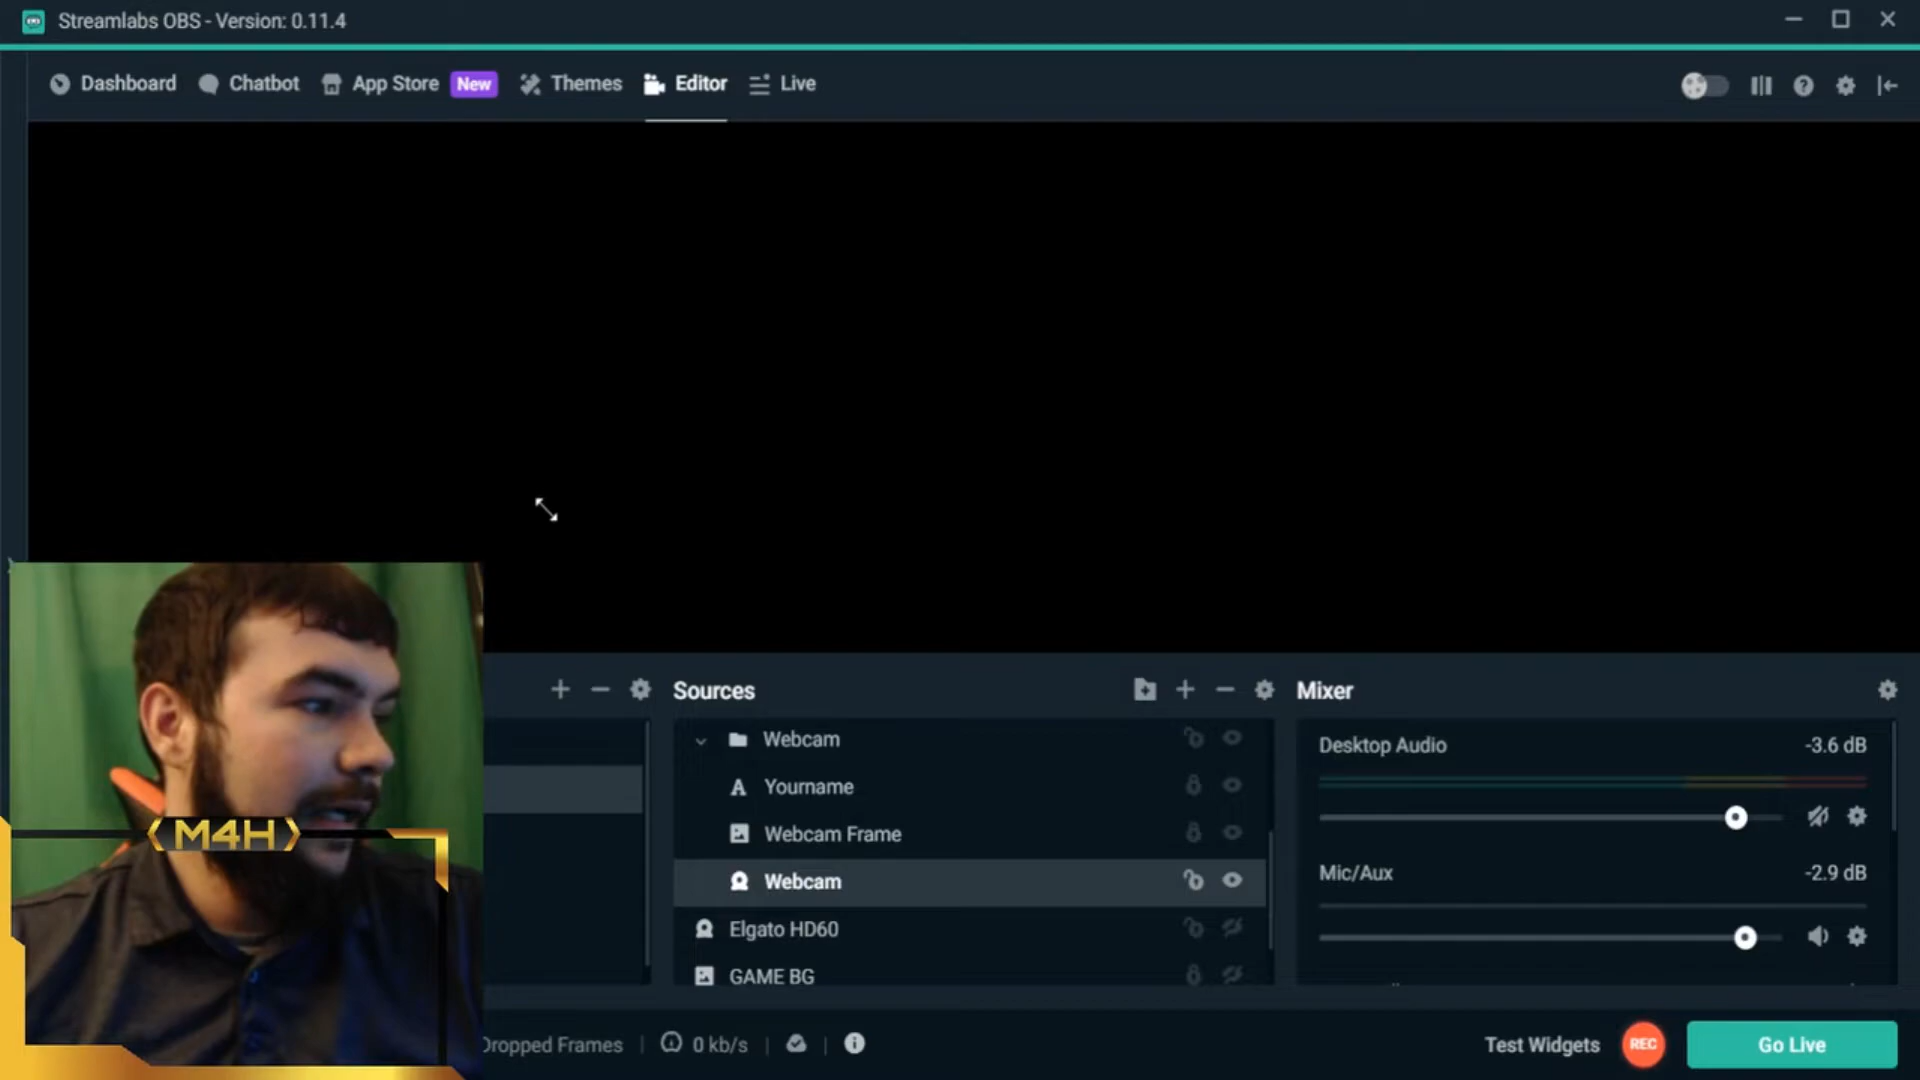 Streamlabs OBS - Version: 0.11.4
Dashboard Chatbot App Store New Themes Editor Live
Sources
Mixer
Webcam
Yourname
Webcam Frame
Webcam
Elgato HD60
GAME BG
Desktop Audio -3.6 dB
Mic/Aux -2.9 dB
M4H
Dropped Frames 0 kb/s
Test Widgets REC Go Live